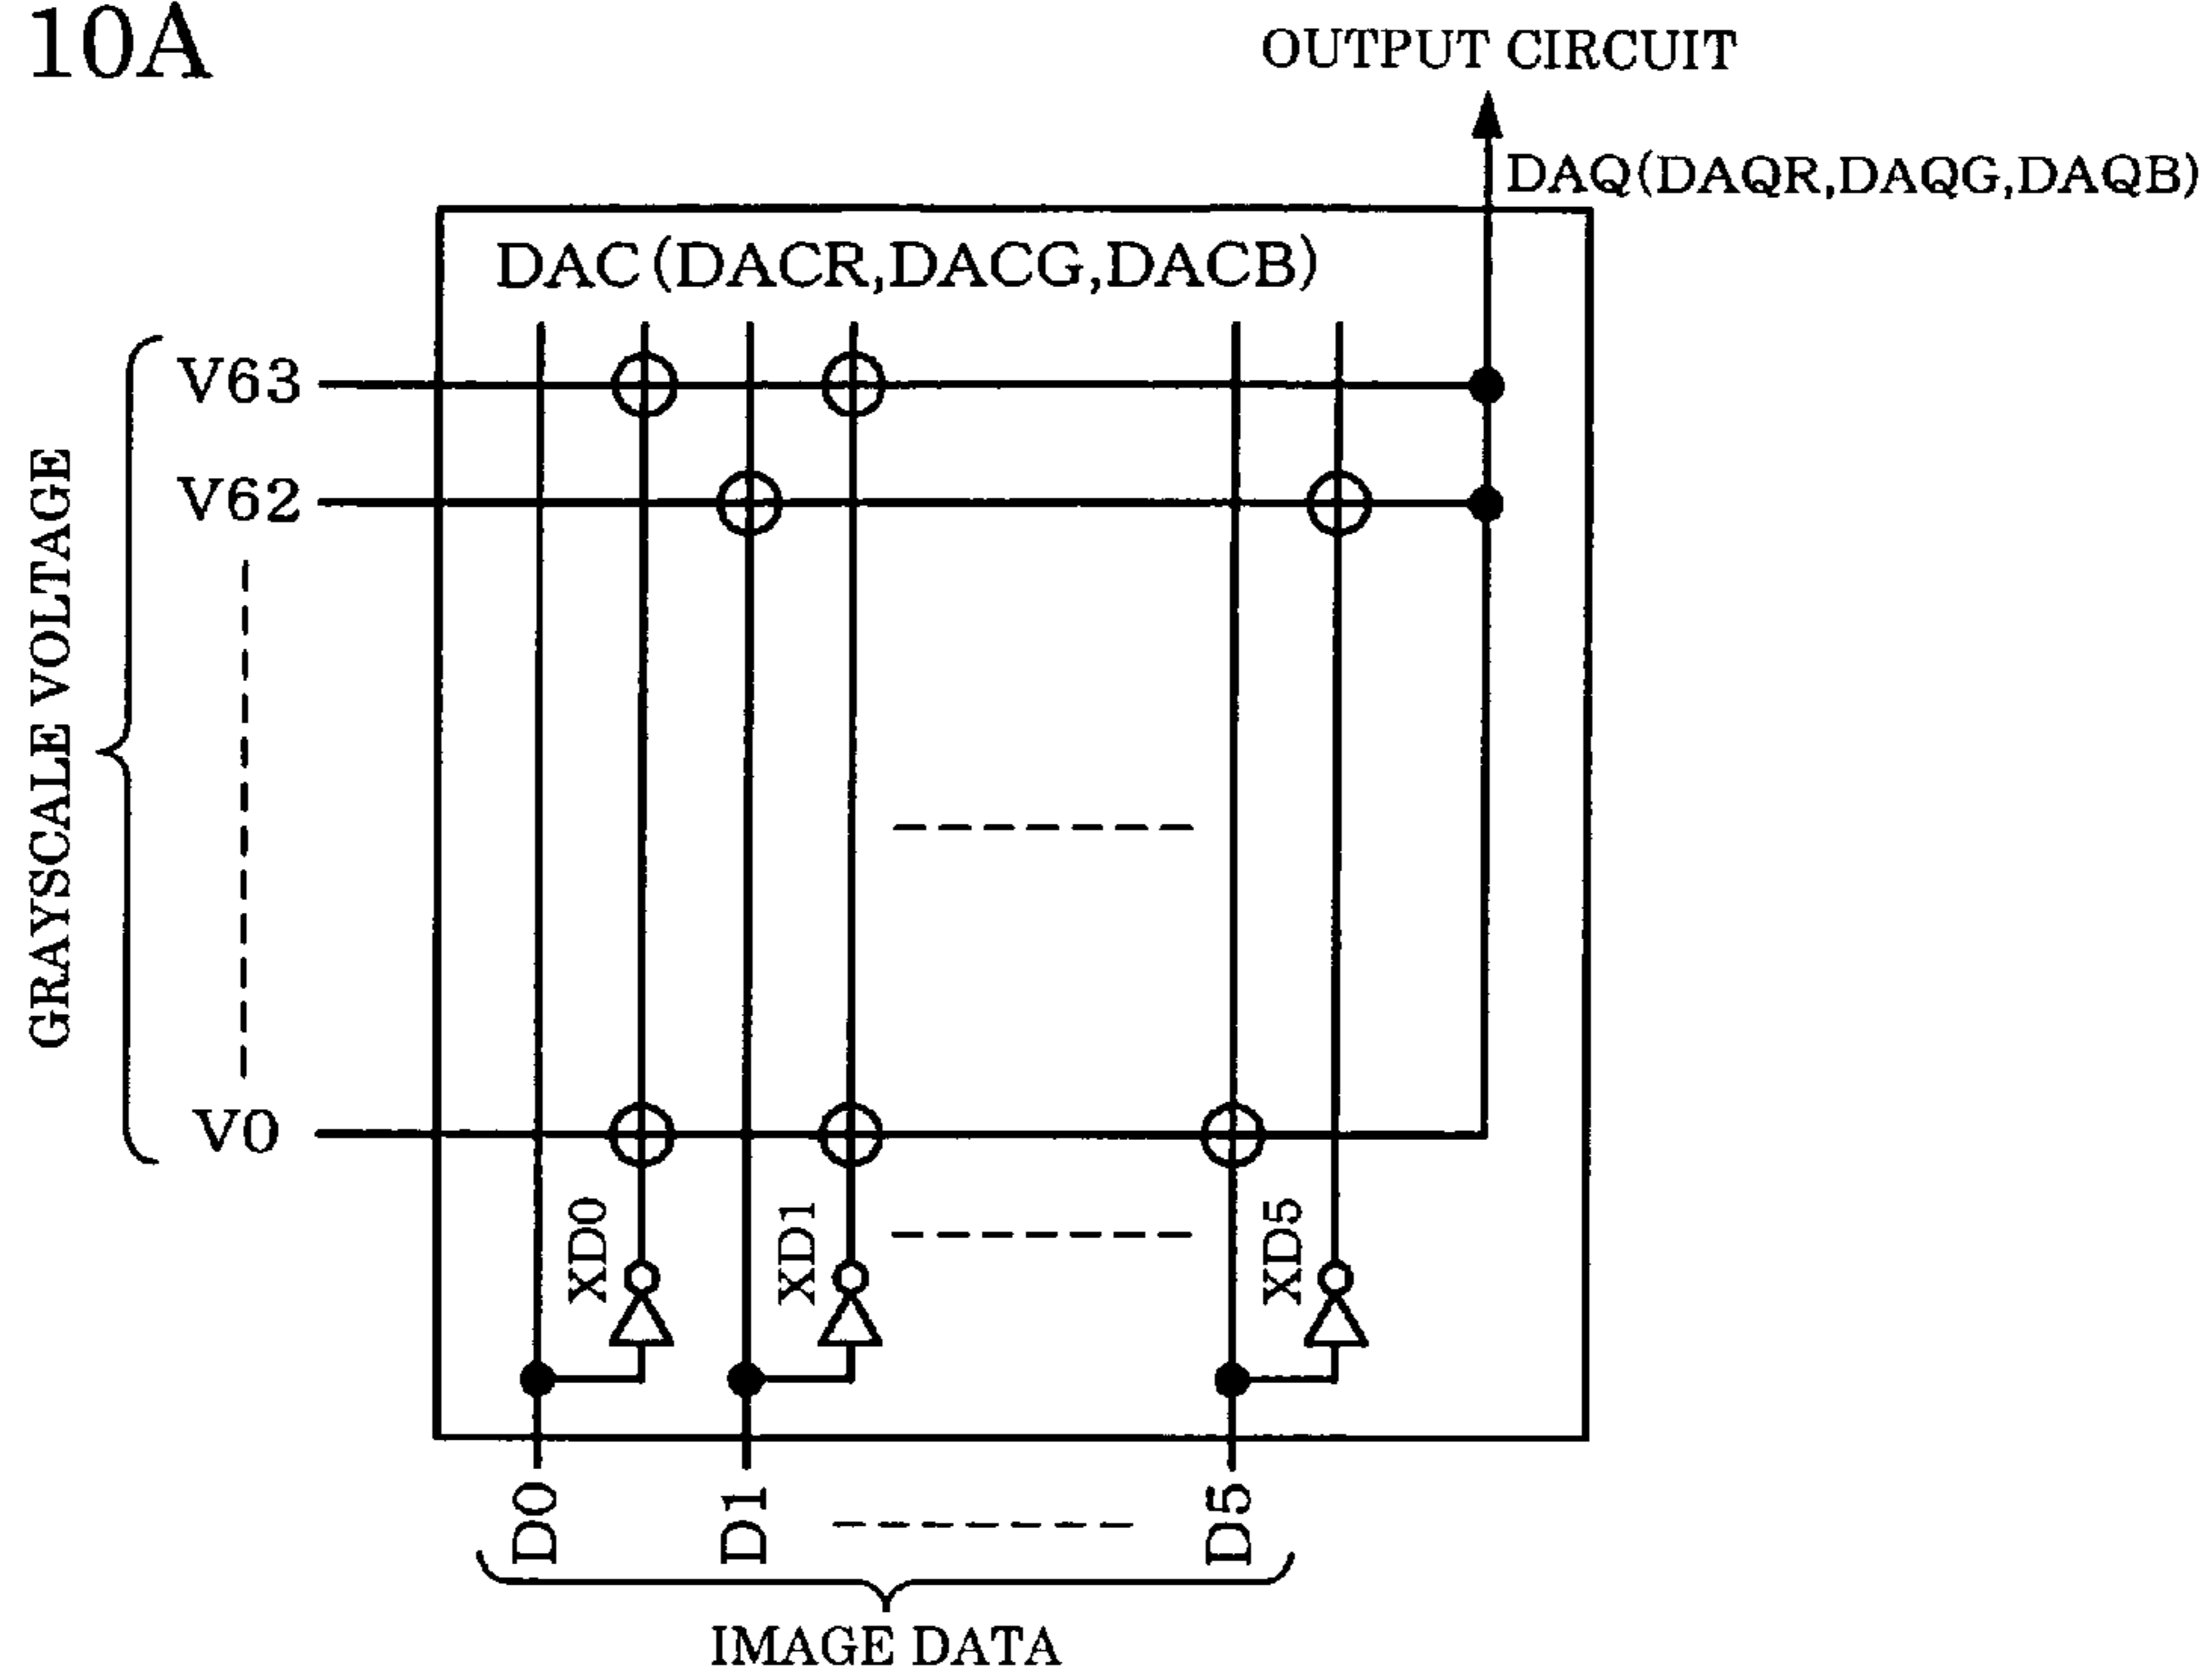 10A
OUTPUT CIRCUIT
DAQ(DAQR,DAQG,DAQB)
DAC(DACR,DACG,DACB)
V63
V62
GRAYSCALE VOLTAGE
V0
XD0
XD1
XD5
D0
D1
D5
IMAGE DATA